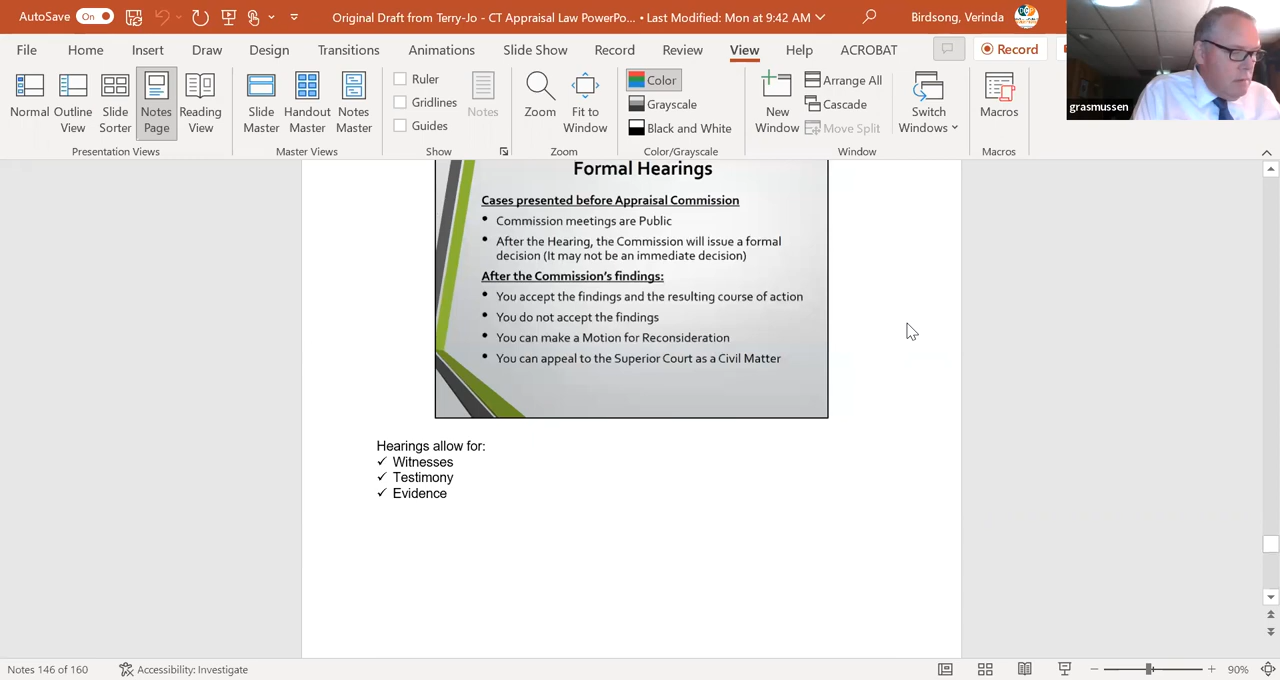 AutoSave On Original Draft from Terry-Jo - CT Appraisal Law PowerPo... • Last Modified: Mon at 9:42 AM Birdsong, Verinda
File Home Insert Draw Design Transitions Animations Slide Show Record Review View Help ACROBAT Record
Normal Outline View Slide Sorter Notes Page Reading View
Presentation Views
Slide Master Handout Master Notes Master
Master Views
Ruler
Gridlines
Guides
Notes
Show
Zoom Fit to Window
Zoom
Color
Grayscale
Black and White
Color/Grayscale
New Window
Arrange All
Cascade
Move Split
Switch Windows
Window
Macros
Macros
grasmussen
Formal Hearings
Cases presented before Appraisal Commission
• Commission meetings are Public
• After the Hearing, the Commission will issue a formal
decision (It may not be an immediate decision)
After the Commission's findings:
• You accept the findings and the resulting course of action
• You do not accept the findings
• You can make a Motion for Reconsideration
• You can appeal to the Superior Court as a Civil Matter
Hearings allow for:
✓ Witnesses
✓ Testimony
✓ Evidence
Notes 146 of 160 Accessibility: Investigate 90%